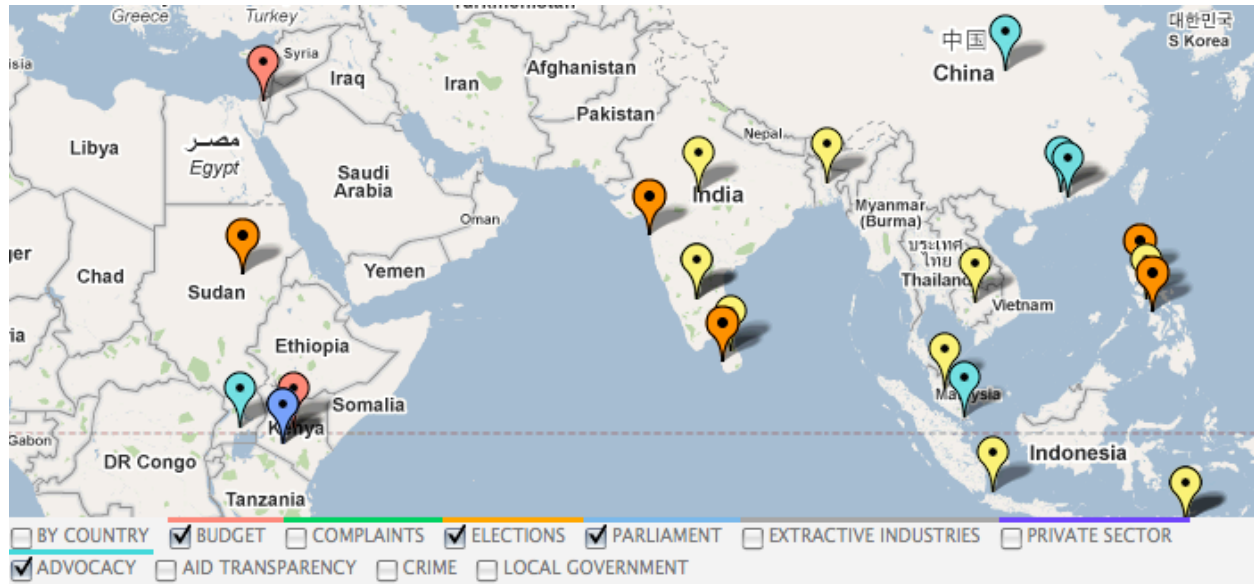 Turkmenistan
Greece
Turkey
대한민국
S Korea
Syria
中国
China
Iraq
Iran
Afghanistan
Pakistan
Nepal
Libya
مصر
Egypt
Saudi
Arabia
India
Oman
Myanmar
(Burma)
ประเทศ
ไทย
Thailand
Yemen
Chad
Sudan
Vietnam
Ethiopia
Somalia
Malaysia
Kenya
Gabon
DR Congo
Indonesia
Tanzania
BY COUNTRY BUDGET COMPLAINTS ELECTIONS PARLIAMENT EXTRACTIVE INDUSTRIES PRIVATE SECTOR
ADVOCACY AID TRANSPARENCY CRIME LOCAL GOVERNMENT